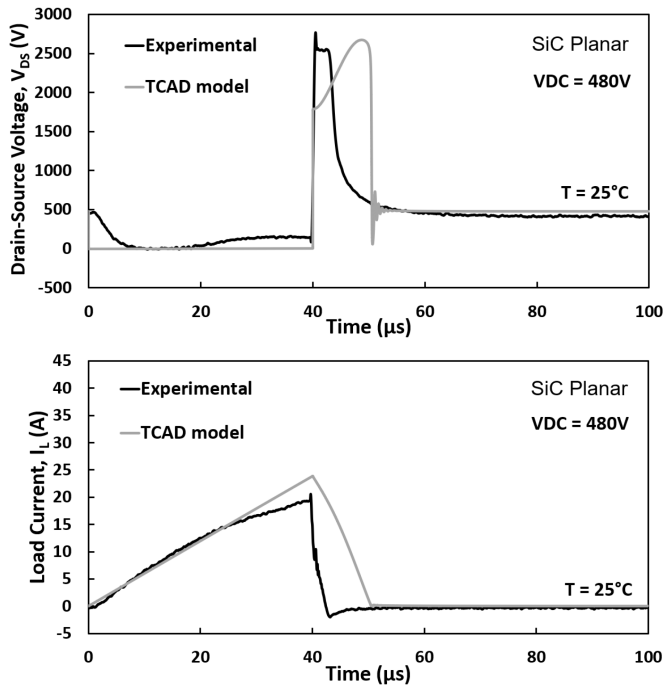 3000
2500
2000
1500
1000
500
0
-500
Drain-Source Voltage, VDS (V)
Experimental
TCAD model
SiC Planar
VDC = 480V
T = 25°C
0 20 40 60 80 100
Time (µs)
45
40
35
30
25
20
15
10
5
0
-5
Load Current, IL (A)
Experimental
TCAD model
SiC Planar
VDC = 480V
T = 25°C
0 20 40 60 80 100
Time (µs)